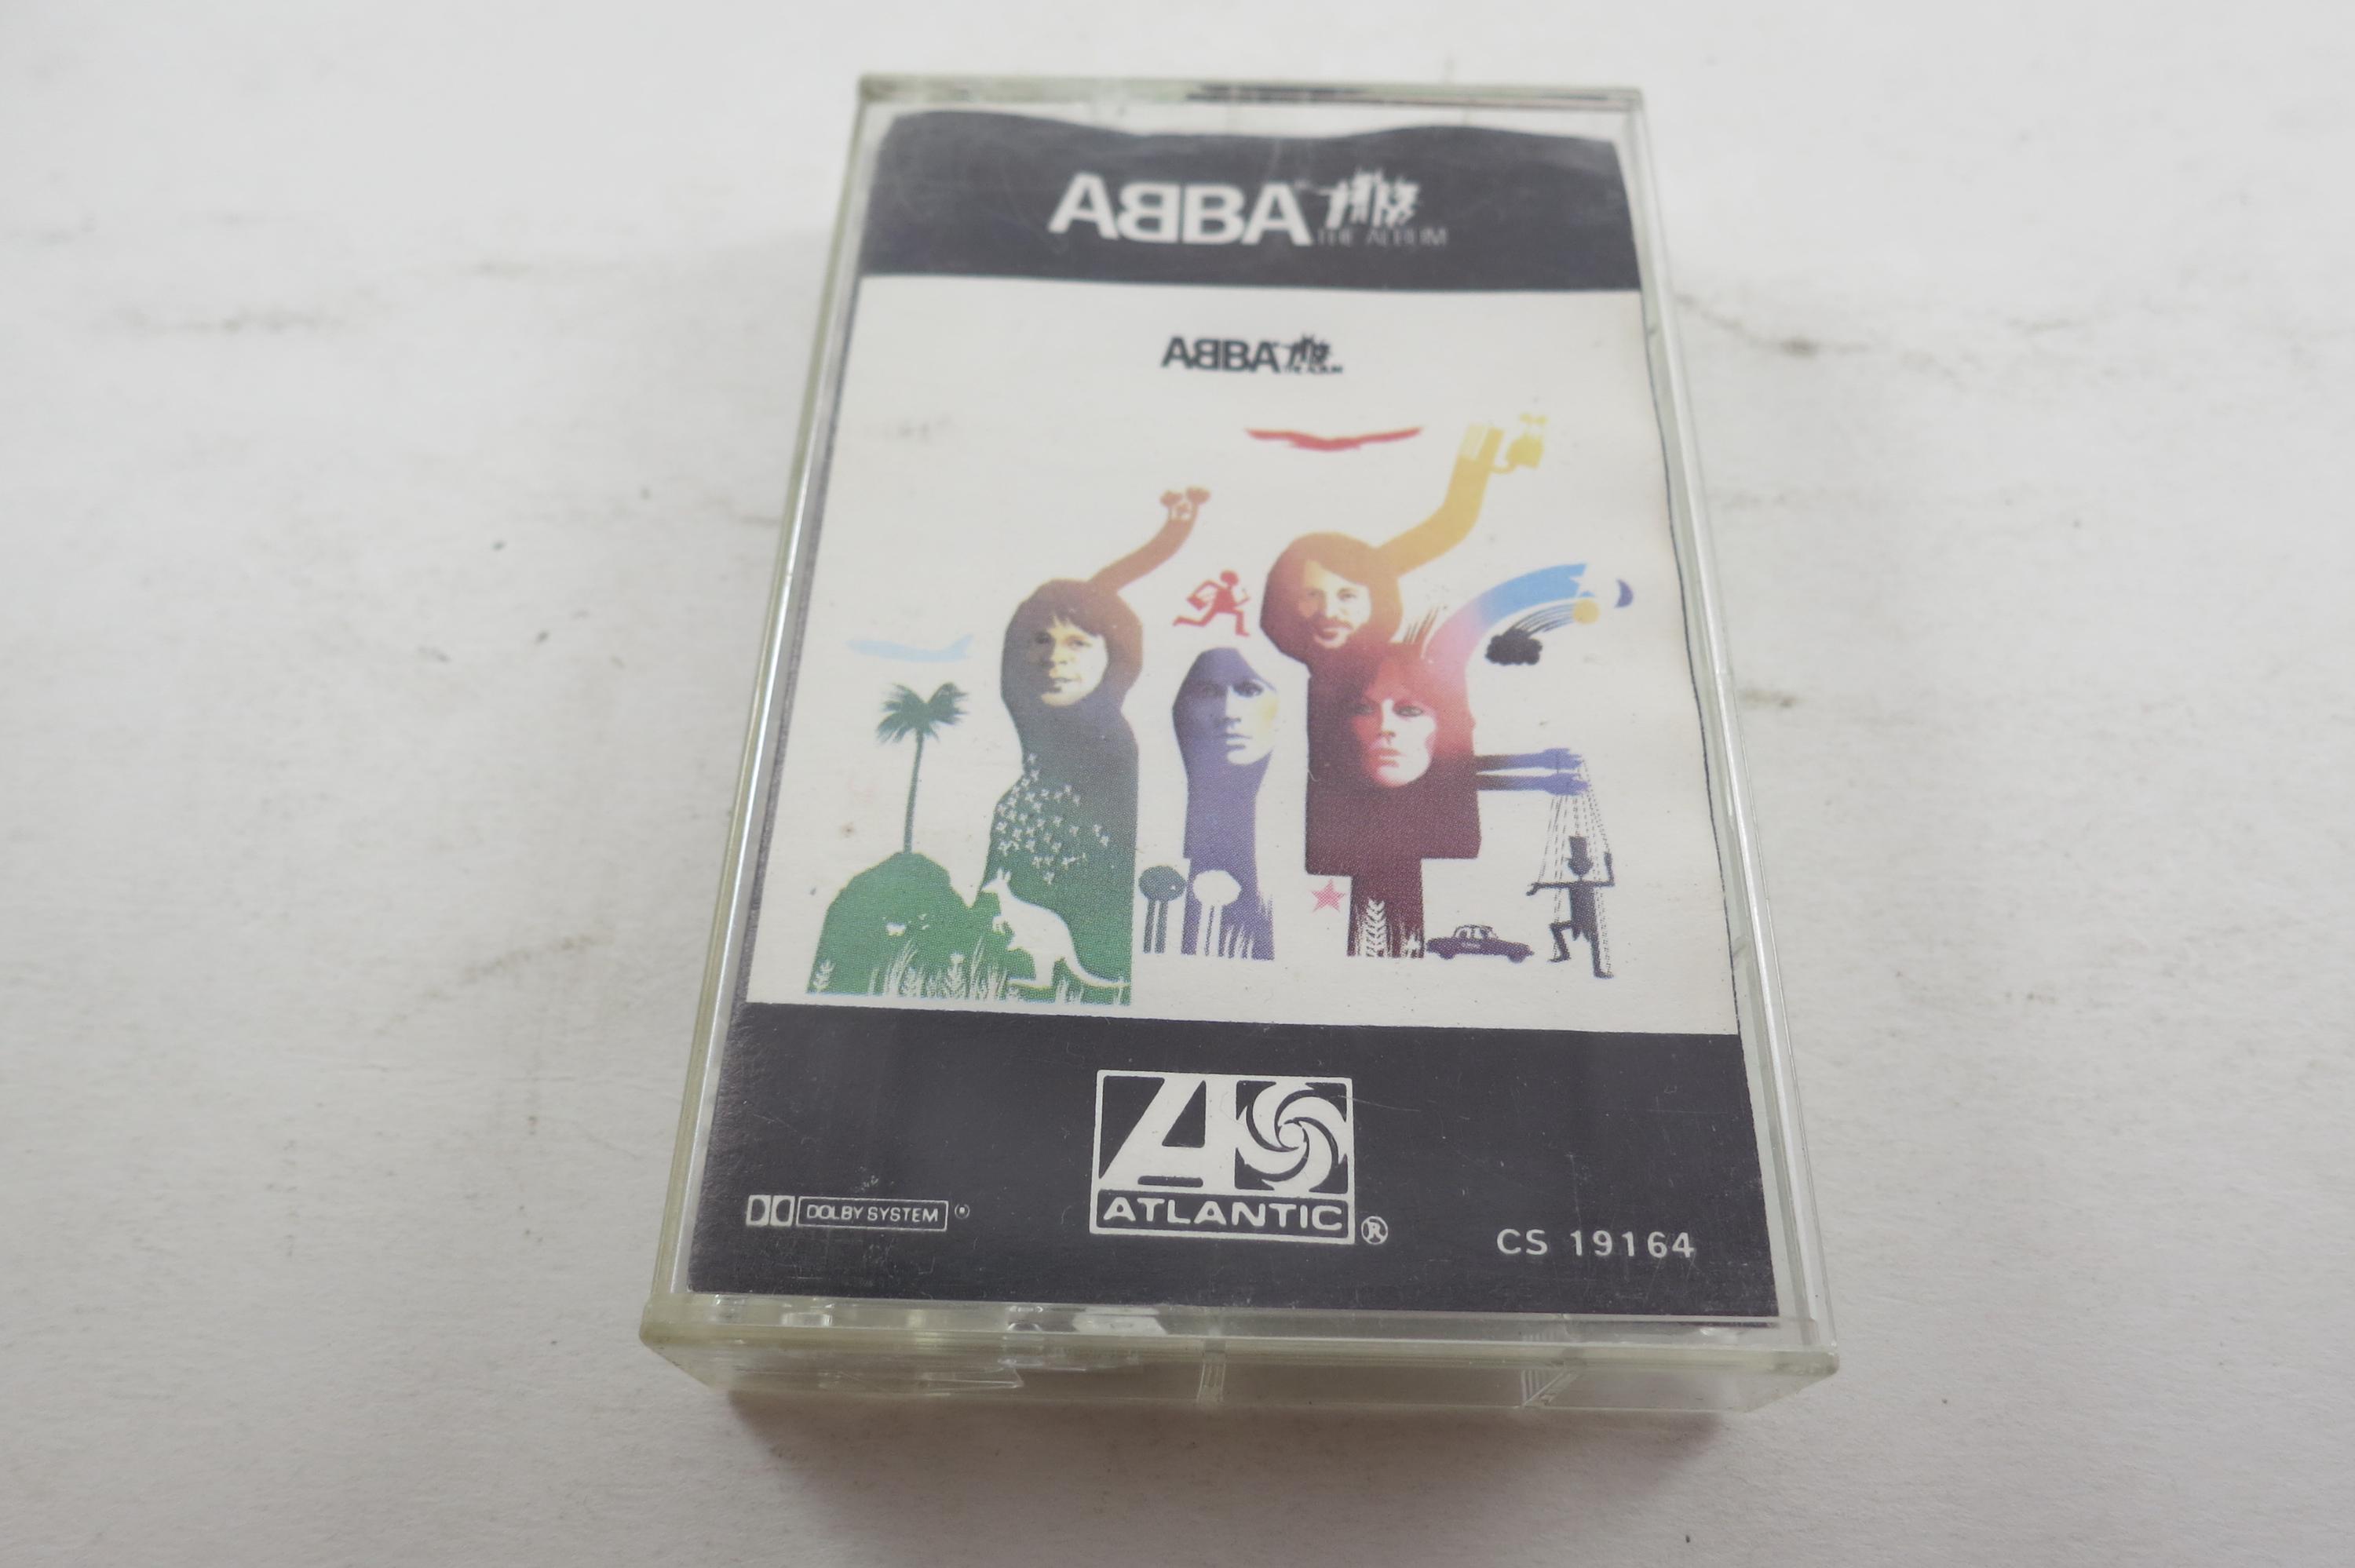 ABBA
THE ALBUM
ABBA
THE ALBUM
DOLBY SYSTEM ®
ATLANTIC ®
CS 19164